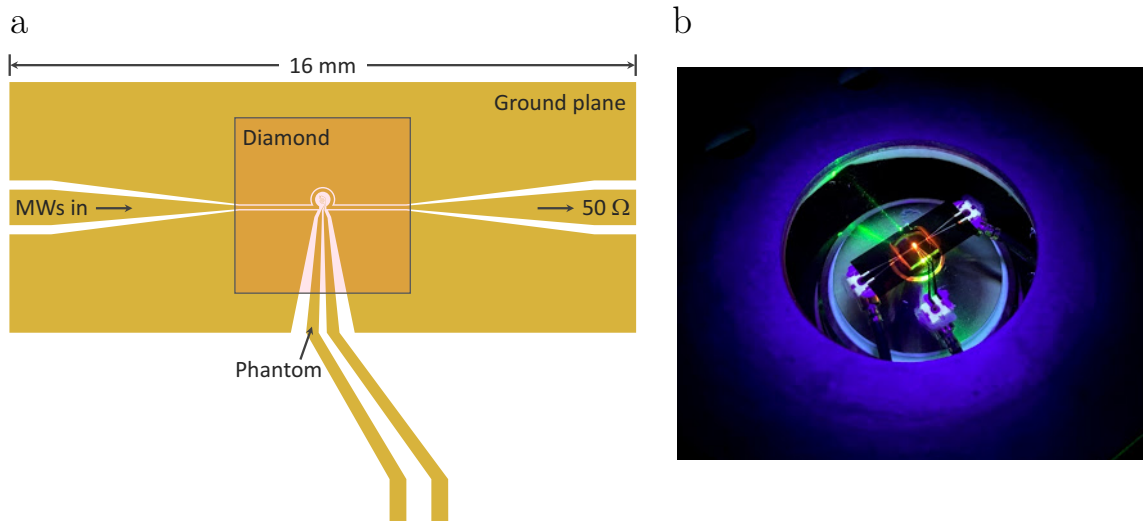 a
b
16 mm
Ground plane
Diamond
MWs in
50 Ω
Phantom